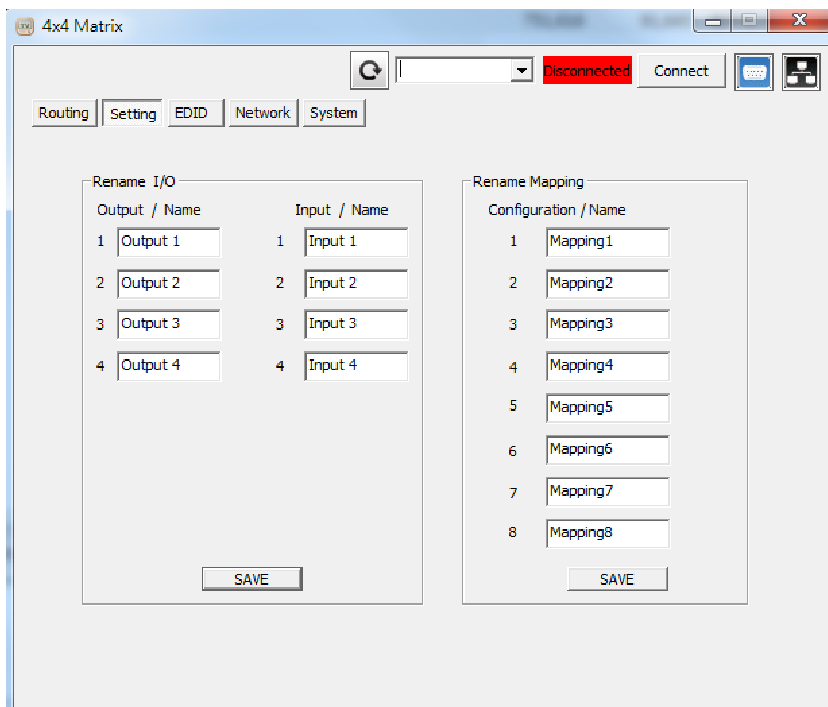 4x4 Matrix
Disconnected Connect
Routing Setting EDID Network System
Rename I/O Rename Mapping
Output / Name Input / Name Configuration / Name
1 Output 1 1 Input 1 1 Mapping1
2 Output 2 2 Input 2 2 Mapping2
3 Output 3 3 Input 3 3 Mapping3
4 Output 4 4 Input 4 4 Mapping4
5 Mapping5
6 Mapping6
7 Mapping7
8 Mapping8
SAVE SAVE